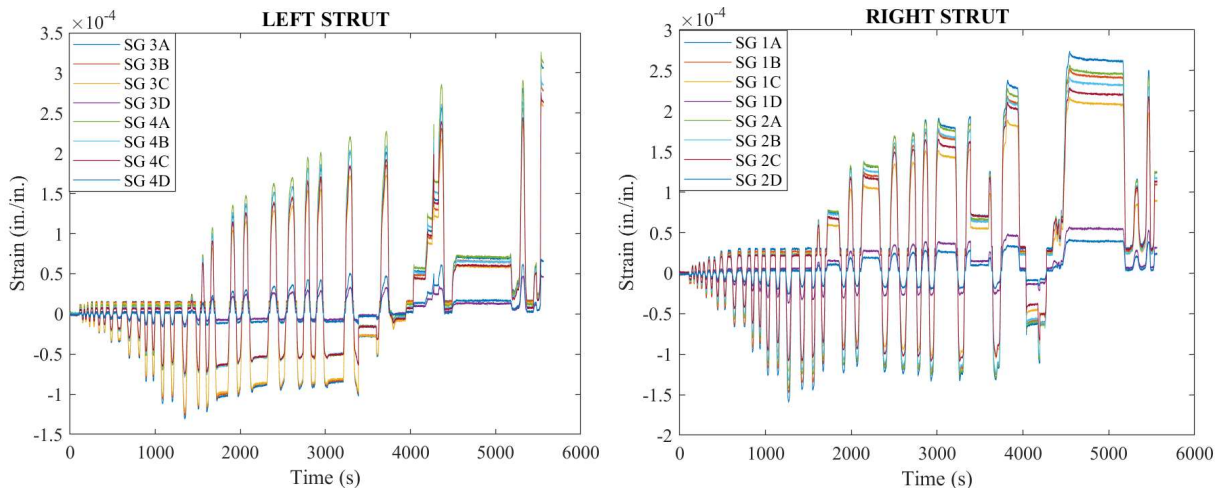 LEFT STRUT
×10-4
3.5
3
2.5
2
1.5
1
0.5
0
-0.5
-1
-1.5
Strain (in./in.)
SG 3A
SG 3B
SG 3C
SG 3D
SG 4A
SG 4B
SG 4C
SG 4D
0 1000 2000 3000 4000 5000 6000
Time (s)
RIGHT STRUT
×10-4
3
2.5
2
1.5
1
0.5
0
-0.5
-1
-1.5
-2
Strain (in./in.)
SG 1A
SG 1B
SG 1C
SG 1D
SG 2A
SG 2B
SG 2C
SG 2D
0 1000 2000 3000 4000 5000 6000
Time (s)